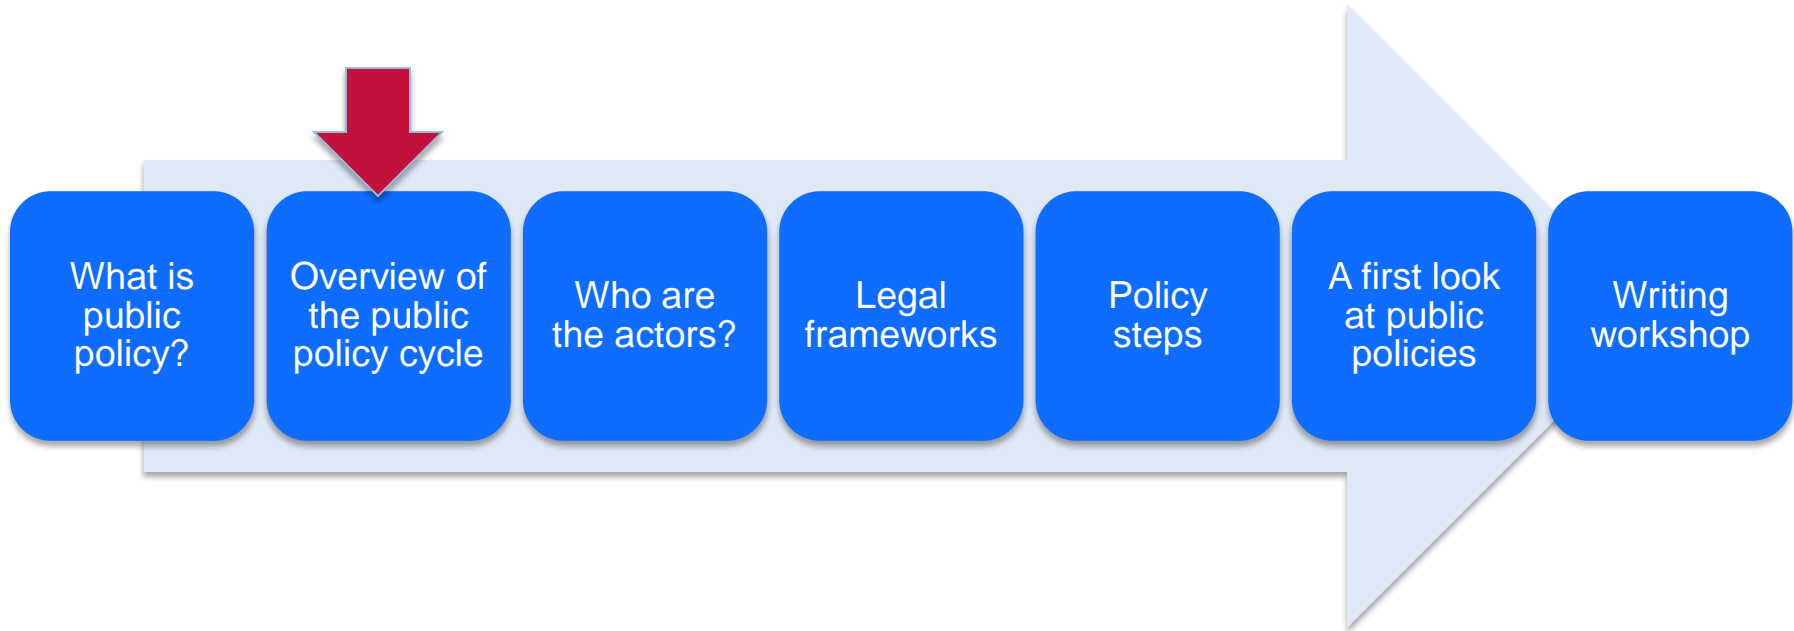 What is
public
policy?
Overview of
the public
policy cycle
Who are
the actors?
Legal
frameworks
Policy
steps
A first look
at public
policies
Writing
workshop